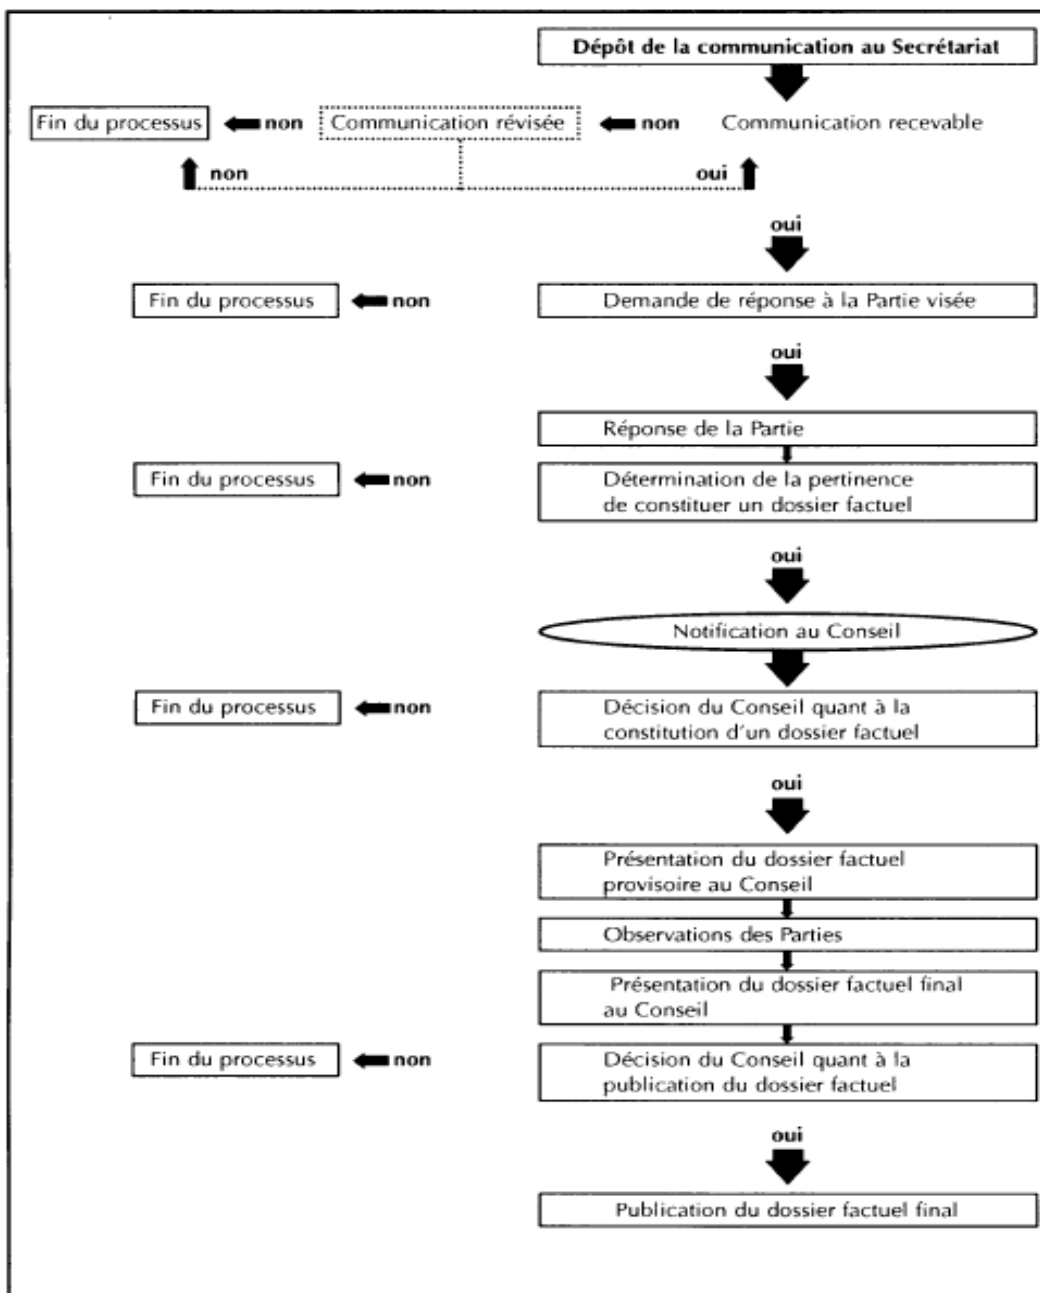 Dépôt de la communication au Secrétariat
Fin du processus non Communication révisée non Communication recevable
non oui
oui
Fin du processus non Demande de réponse à la Partie visée
oui
Réponse de la Partie
Fin du processus non Détermination de la pertinence
de constituer un dossier factuel
oui
Notification au Conseil
Fin du processus non Décision du Conseil quant à la
constitution d'un dossier factuel
oui
Présentation du dossier factuel
provisoire au Conseil
Observations des Parties
Présentation du dossier factuel final
au Conseil
Fin du processus non Décision du Conseil quant à la
publication du dossier factuel
oui
Publication du dossier factuel final